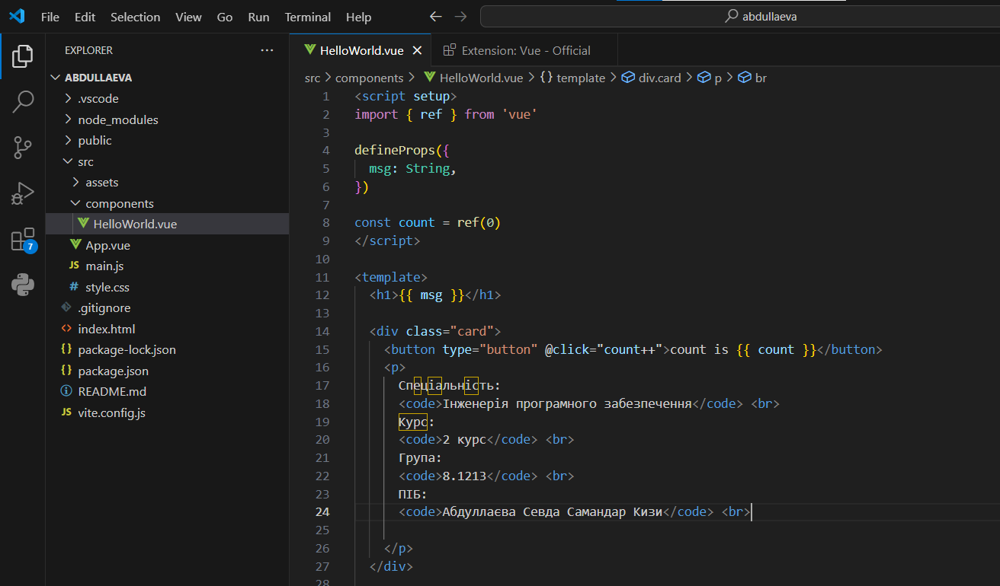 File Edit Selection View Go Run Terminal Help
abdullaeva
EXPLORER
HelloWorld.vue
Extension: Vue - Official
src > components > HelloWorld.vue > {} template > div.card > p > br
ABDULLAEVA
.vscode
node_modules
public
src
assets
components
HelloWorld.vue
App.vue
JS main.js
# style.css
.gitignore
<> index.html
{} package-lock.json
{} package.json
README.md
JS vite.config.js
7
1 <script setup>
2 import { ref } from 'vue'
3
4 defineProps({
5 msg: String,
6 })
7
8 const count = ref(0)
9 </script>
10
11 <template>
12 <h1>{{ msg }}</h1>
13
14 <div class="card">
15 <button type="button" @click="count++">count is {{ count }}</button>
16 <p>
17 Спеціальність:
18 <code>Інженерія програмного забезпечення</code> <br>
19 Курс:
20 <code>2 курс</code> <br>
21 Група:
22 <code>8.1213</code> <br>
23 ПІБ:
24 <code>Абдуллаєва Севда Самандар Кизи</code> <br>
25
26 </p>
27 </div>
28